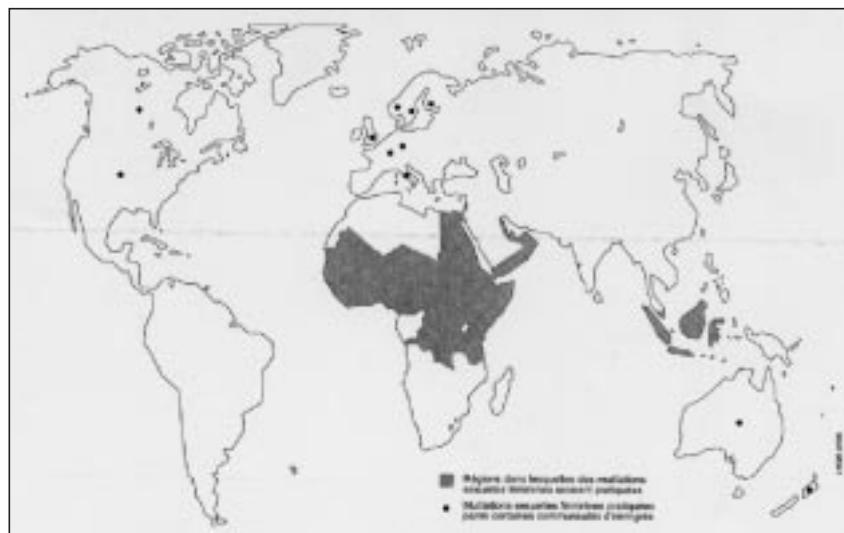 Régions dans lesquelles des mutilations
sexuelles féminines seraient pratiquées
Mutilations sexuelles féminines pratiquées
parmi certaines communautés d'immigrés